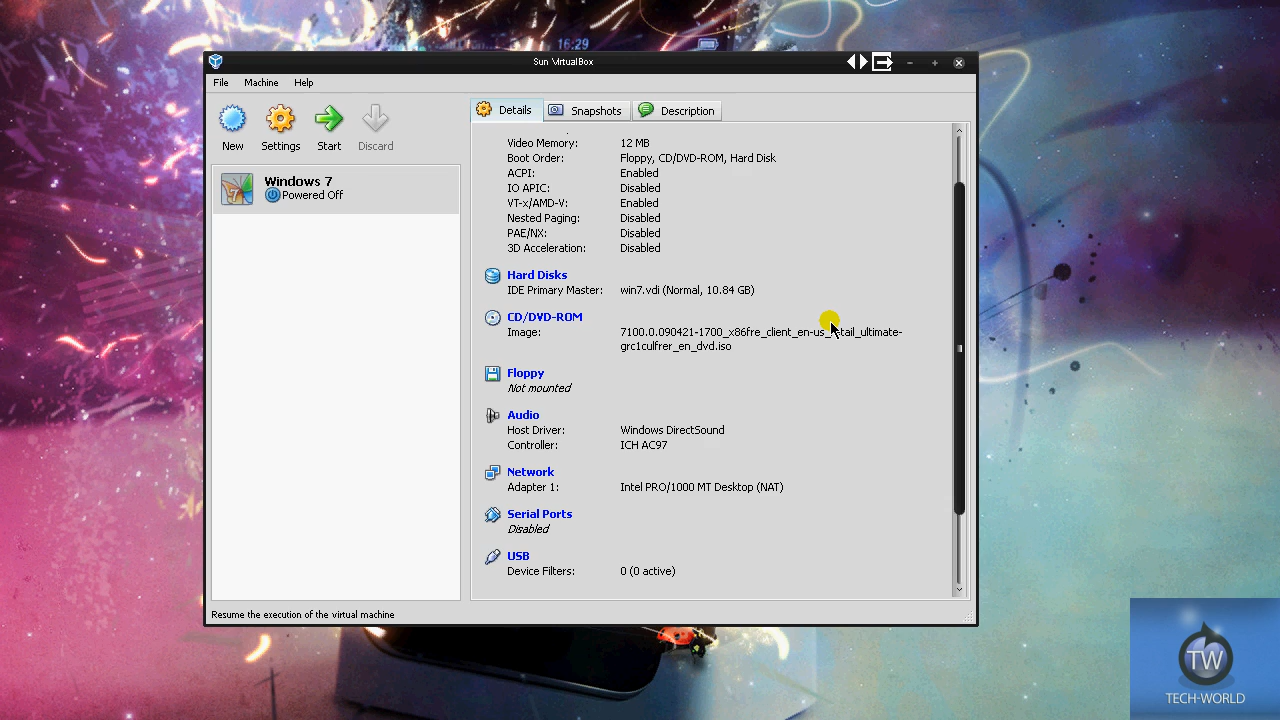 16:29
Sun VirtualBox
File Machine Help
New Settings Start Discard
Details Snapshots Description
Windows 7
Powered Off
Video Memory: 12 MB
Boot Order: Floppy, CD/DVD-ROM, Hard Disk
ACPI: Enabled
IO APIC: Disabled
VT-x/AMD-V: Enabled
Nested Paging: Disabled
PAE/NX: Disabled
3D Acceleration: Disabled
Hard Disks
IDE Primary Master: win7.vdi (Normal, 10.84 GB)
CD/DVD-ROM
Image: 7100.0.090421-1700_x86fre_client_en-us_retail_ultimate-
grc1culfrer_en_dvd.iso
Floppy
Not mounted
Audio
Host Driver: Windows DirectSound
Controller: ICH AC97
Network
Adapter 1: Intel PRO/1000 MT Desktop (NAT)
Serial Ports
Disabled
USB
Device Filters: 0 (0 active)
Resume the execution of the virtual machine
TW
TECH-WORLD